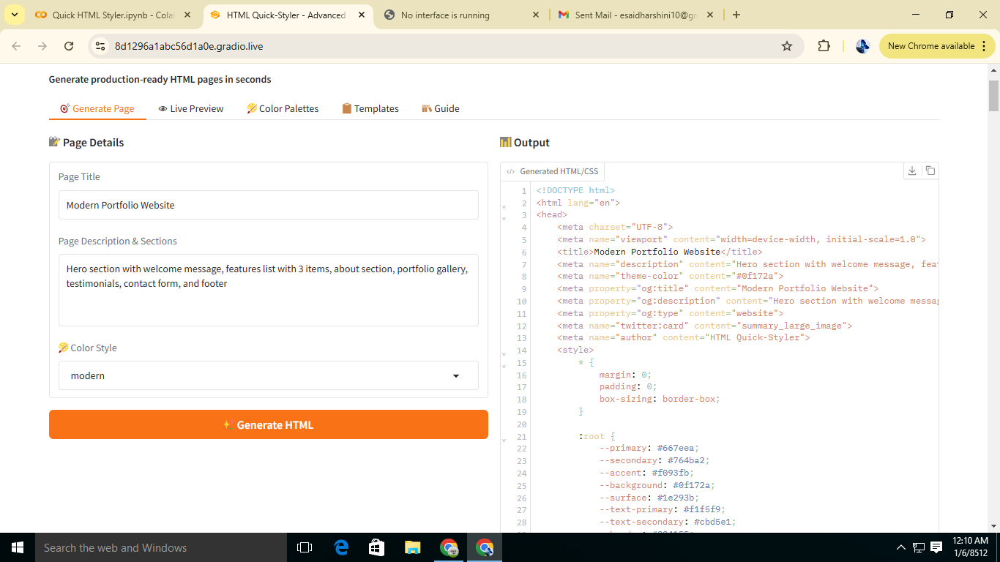 Quick HTML Styler.ipynb - Colab
HTML Quick-Styler - Advanced
No interface is running
Sent Mail - esaidharshini10@gm
8d1296a1abc56d1a0e.gradio.live
New Chrome available
Generate production-ready HTML pages in seconds
Generate Page
Live Preview
Color Palettes
Templates
Guide
Page Details
Page Title
Modern Portfolio Website
Page Description & Sections
Hero section with welcome message, features list with 3 items, about section, portfolio gallery,
testimonials, contact form, and footer
Color Style
modern
Generate HTML
Output
Generated HTML/CSS
1 <!DOCTYPE html>
2 <html lang="en">
3 <head>
4 <meta charset="UTF-8">
5 <meta name="viewport" content="width=device-width, initial-scale=1.0">
6 <title>Modern Portfolio Website</title>
7 <meta name="description" content="Hero section with welcome message, feat
8 <meta name="theme-color" content="#0f172a">
9 <meta property="og:title" content="Modern Portfolio Website">
10 <meta property="og:description" content="Hero section with welcome messag
11 <meta property="og:type" content="website">
12 <meta name="twitter:card" content="summary_large_image">
13 <meta name="author" content="HTML Quick-Styler">
14 <style>
15 * {
16 margin: 0;
17 padding: 0;
18 box-sizing: border-box;
19 }
20
21 :root {
22 --primary: #667eea;
23 --secondary: #764ba2;
24 --accent: #f093fb;
25 --background: #0f172a;
26 --surface: #1e293b;
27 --text-primary: #f1f5f9;
28 --text-secondary: #cbd5e1;
Search the web and Windows
12:10 AM
1/6/8512